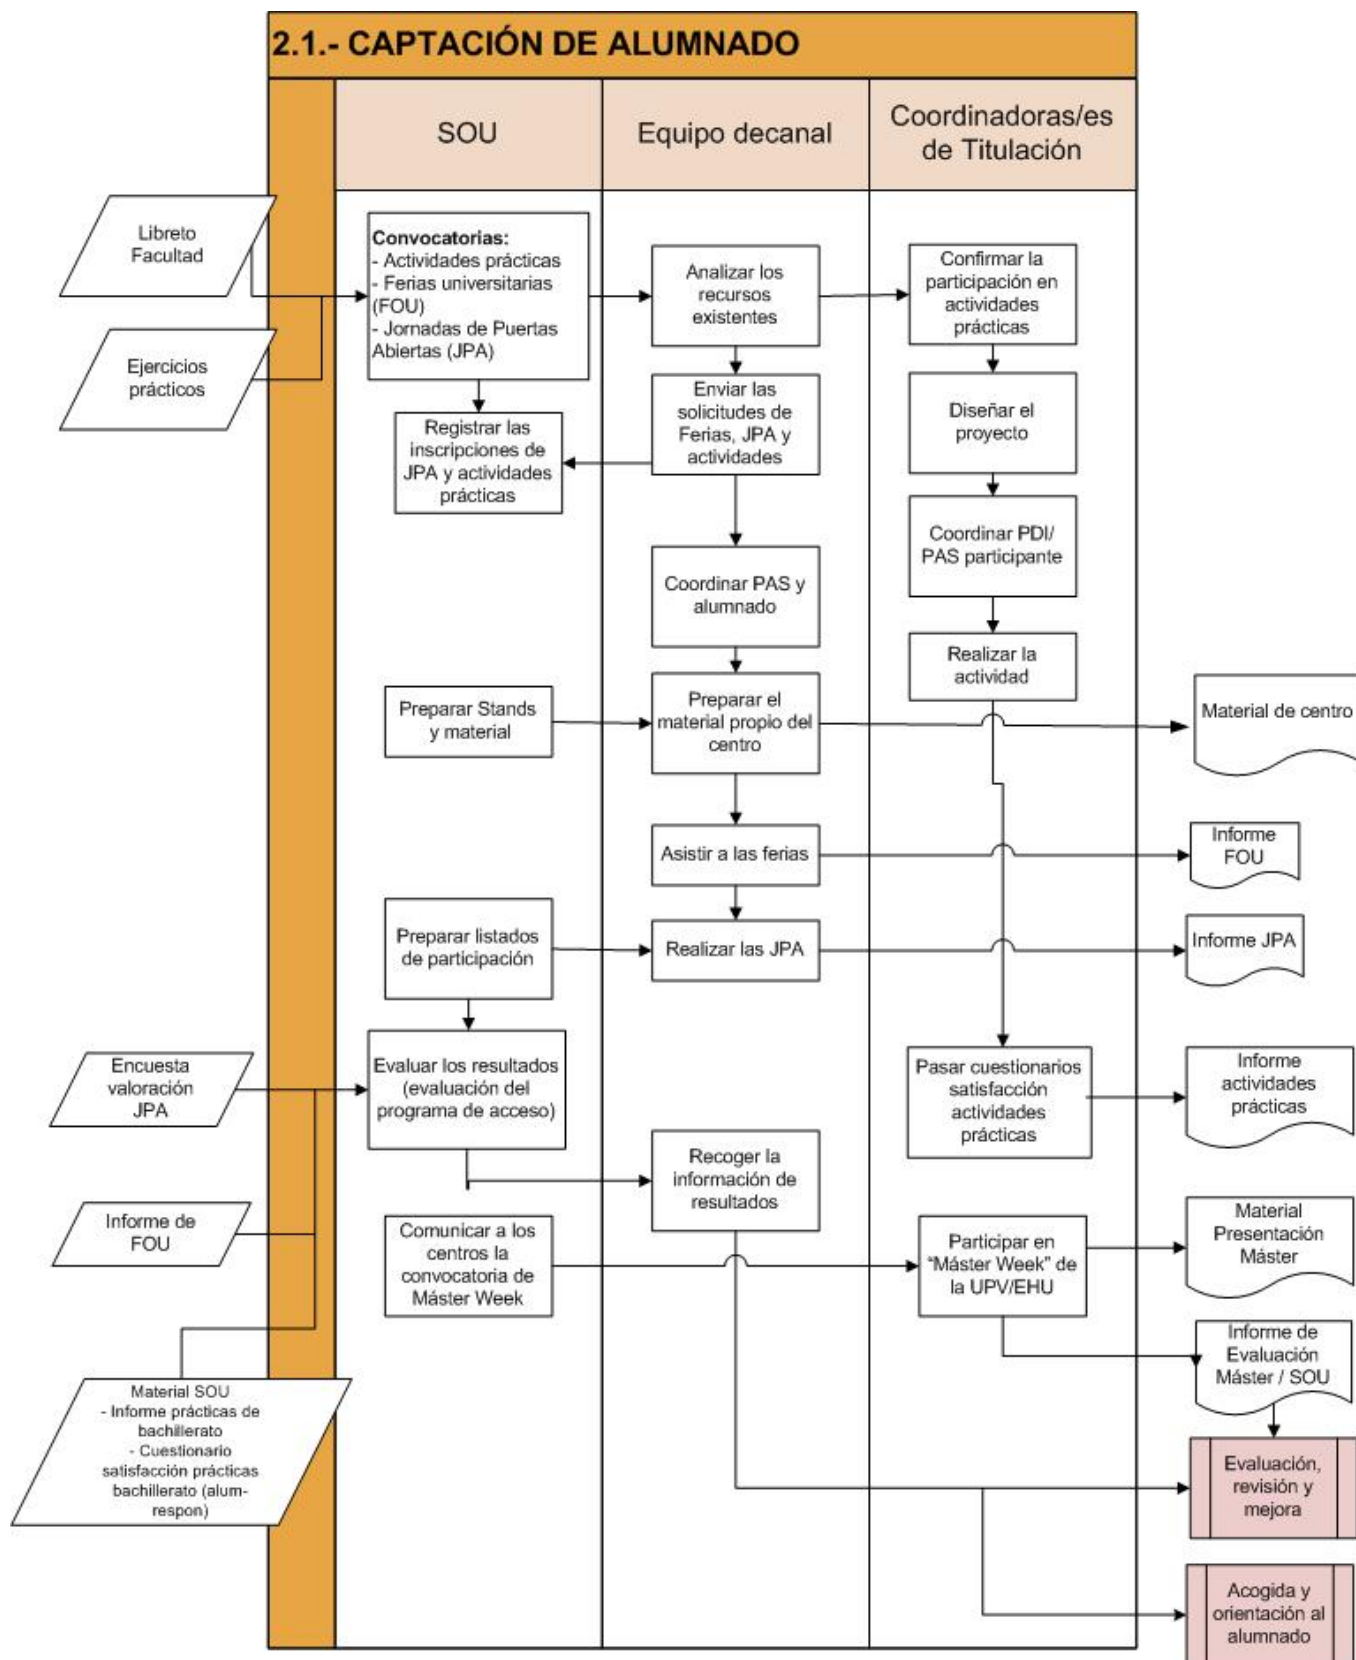 2.1.- CAPTACIÓN DE ALUMNADO
SOU
Equipo decanal
Coordinadoras/es
de Titulación
Libreto
Facultad
Ejercicios
prácticos
Convocatorias:
- Actividades prácticas
- Ferias universitarias
(FOU)
- Jornadas de Puertas
Abiertas (JPA)
Analizar los
recursos
existentes
Confirmar la
participación en
actividades
prácticas
Registrar las
inscripciones de
JPA y actividades
prácticas
Enviar las
solicitudes de
Ferias, JPA y
actividades
Diseñar el
proyecto
Coordinar PDI/
PAS participante
Coordinar PAS y
alumnado
Realizar la
actividad
Preparar Stands
y material
Preparar el
material propio del
centro
Material de centro
Asistir a las ferias
Informe
FOU
Preparar listados
de participación
Realizar las JPA
Informe JPA
Encuesta
valoración
JPA
Evaluar los resultados
(evaluación del
programa de acceso)
Pasar cuestionarios
satisfacción
actividades
prácticas
Informe
actividades
prácticas
Recoger la
información de
resultados
Informe de
FOU
Comunicar a los
centros la
convocatoria de
Máster Week
Participar en
“Máster Week” de
la UPV/EHU
Material
Presentación
Máster
Informe de
Evaluación
Máster / SOU
Material SOU
- Informe prácticas de
bachillerato
- Cuestionario
satisfacción prácticas
bachillerato (alum-
respon)
Evaluación,
revisión y
mejora
Acogida y
orientación al
alumnado